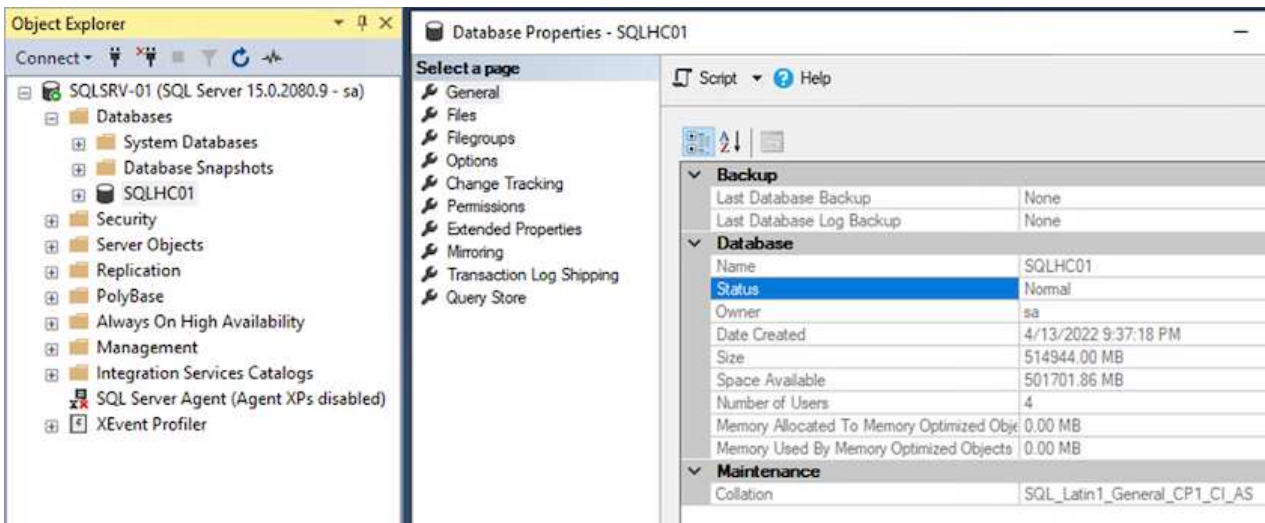 Object Explorer
Connect
SQLSRV-01 (SQL Server 15.0.2080.9 - sa)
Databases
System Databases
Database Snapshots
SQLHC01
Security
Server Objects
Replication
PolyBase
Always On High Availability
Management
Integration Services Catalogs
SQL Server Agent (Agent XPs disabled)
XEvent Profiler
Database Properties - SQLHC01
Select a page
General
Files
Filegroups
Options
Change Tracking
Permissions
Extended Properties
Mirroring
Transaction Log Shipping
Query Store
Script Help
Backup
Last Database Backup None
Last Database Log Backup None
Database
Name SQLHC01
Status Normal
Owner sa
Date Created 4/13/2022 9:37:18 PM
Size 514944.00 MB
Space Available 501701.86 MB
Number of Users 4
Memory Allocated To Memory Optimized Obje 0.00 MB
Memory Used By Memory Optimized Objects 0.00 MB
Maintenance
Collation SQL_Latin1_General_CP1_CI_AS